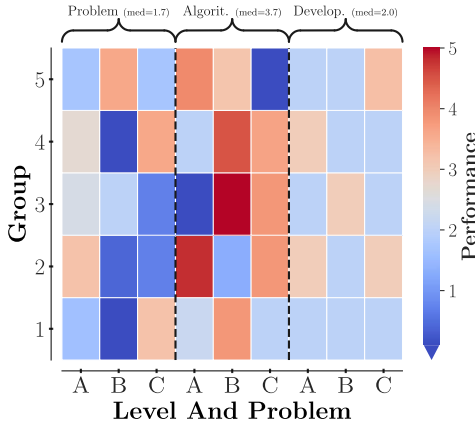 Problem (med=1.7) Algorit. (med=3.7) Develop. (med=2.0)
5
4
3
2
1
Group
A B C A B C A B C
Level And Problem
5
4
3
2
1
Performance